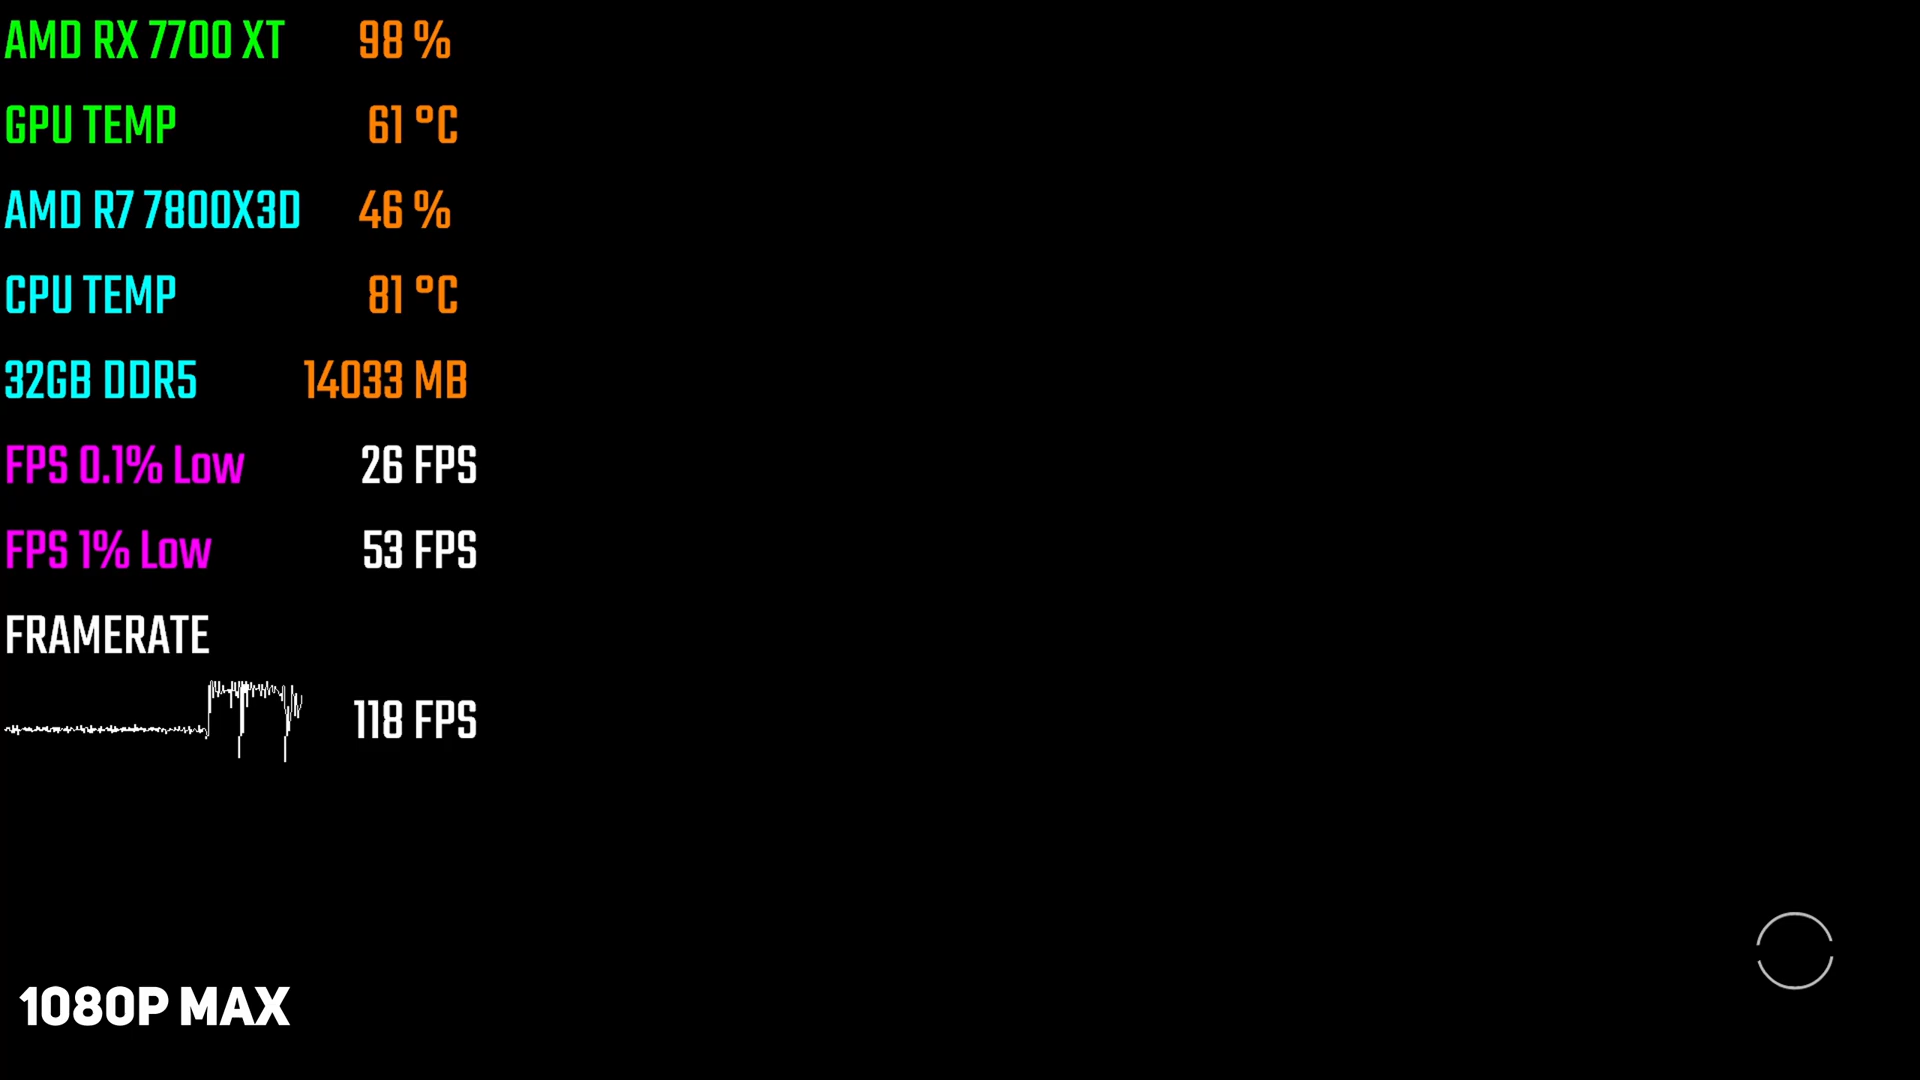 AMD RX 7700 XT 98 %
GPU TEMP 61 °C
AMD R7 7800X3D 46 %
CPU TEMP 81 °C
32GB DDR5 14033 MB
FPS 0.1% Low 26 FPS
FPS 1% Low 53 FPS
FRAMERATE
118 FPS
1080P MAX